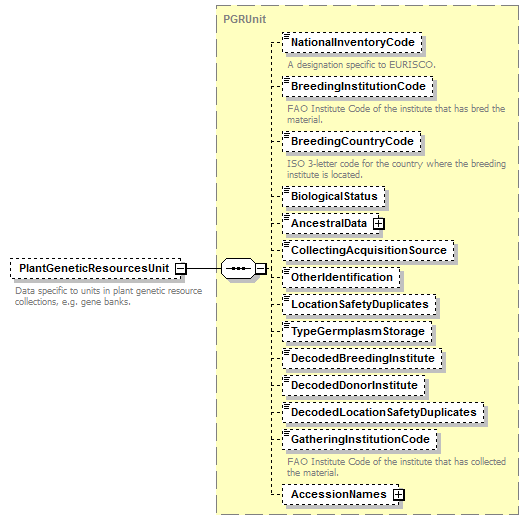 PGRUnit
NationalInventoryCode
A designation specific to EURISCO.
BreedingInstitutionCode
FAO Institute Code of the institute that has bred the
material.
BreedingCountryCode
ISO 3-letter code for the country where the breeding
institute is located.
BiologicalStatus
AncestralData
CollectingAcquisitionSource
PlantGeneticResourcesUnit
Data specific to units in plant genetic resource
collections, e.g. gene banks.
OtherIdentification
LocationSafetyDuplicates
TypeGermplasmStorage
DecodedBreedingInstitute
DecodedDonorInstitute
DecodedLocationSafetyDuplicates
GatheringInstitutionCode
FAO Institute Code of the institute that has collected
the material.
AccessionNames